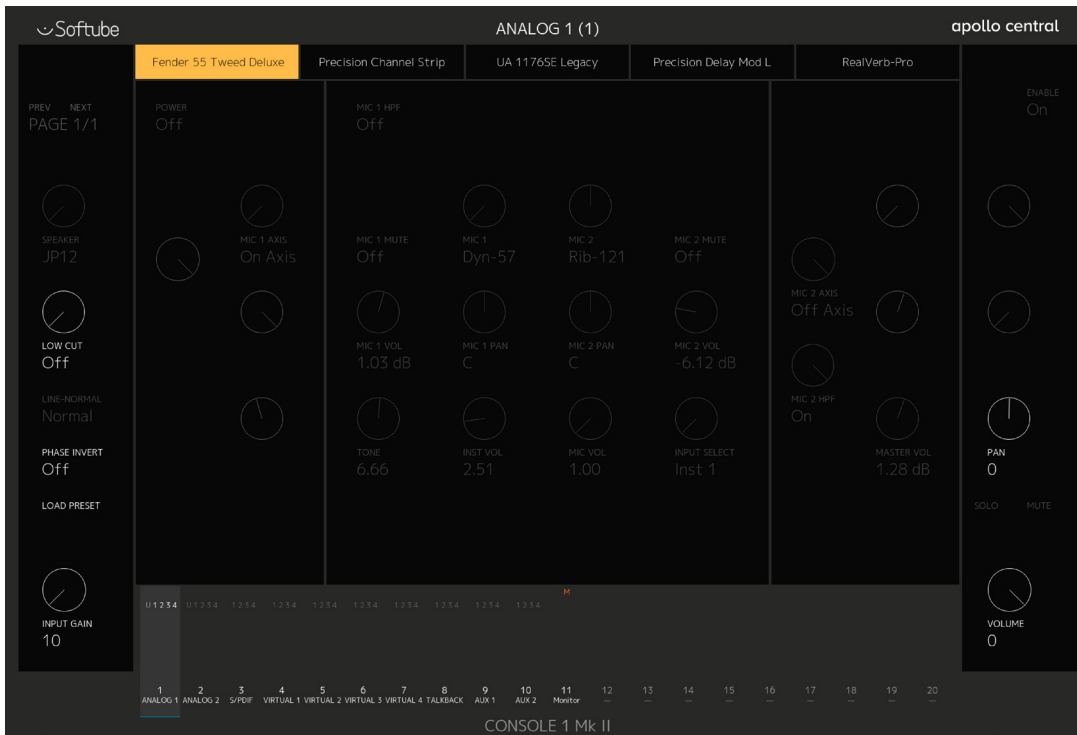 Softube
ANALOG 1 (1)
apollo central
Fender 55 Tweed Deluxe
Precision Channel Strip
UA 1176SE Legacy
Precision Delay Mod L
RealVerb-Pro
PREV NEXT
PAGE 1/1
POWER
Off
MIC 1 HPF
Off
ENABLE
On
SPEAKER
JP12
MIC 1 AXIS
On Axis
MIC 1 MUTE
Off
MIC 1
Dyn-57
MIC 2
Rib-121
MIC 2 MUTE
Off
MIC 2 AXIS
Off Axis
LOW CUT
Off
MIC 1 VOL
1.03 dB
MIC 1 PAN
C
MIC 2 PAN
C
MIC 2 VOL
-6.12 dB
LINE-NORMAL
Normal
MIC 2 HPF
On
PHASE INVERT
Off
TONE
6.66
INST VOL
2.51
MIC VOL
1.00
INPUT SELECT
Inst 1
MASTER VOL
1.28 dB
PAN
0
LOAD PRESET
SOLO MUTE
INPUT GAIN
10
VOLUME
0
M
U1234 U1234 1234 1234 1234 1234 1234 1234 1234 1234
1 2 3 4 5 6 7 8 9 10 11 12 13 14 15 16 17 18 19 20
ANALOG 1 ANALOG 2 S/PDIF VIRTUAL 1 VIRTUAL 2 VIRTUAL 3 VIRTUAL 4 TALKBACK AUX 1 AUX 2 Monitor — — — — — — — — —
CONSOLE 1 Mk II